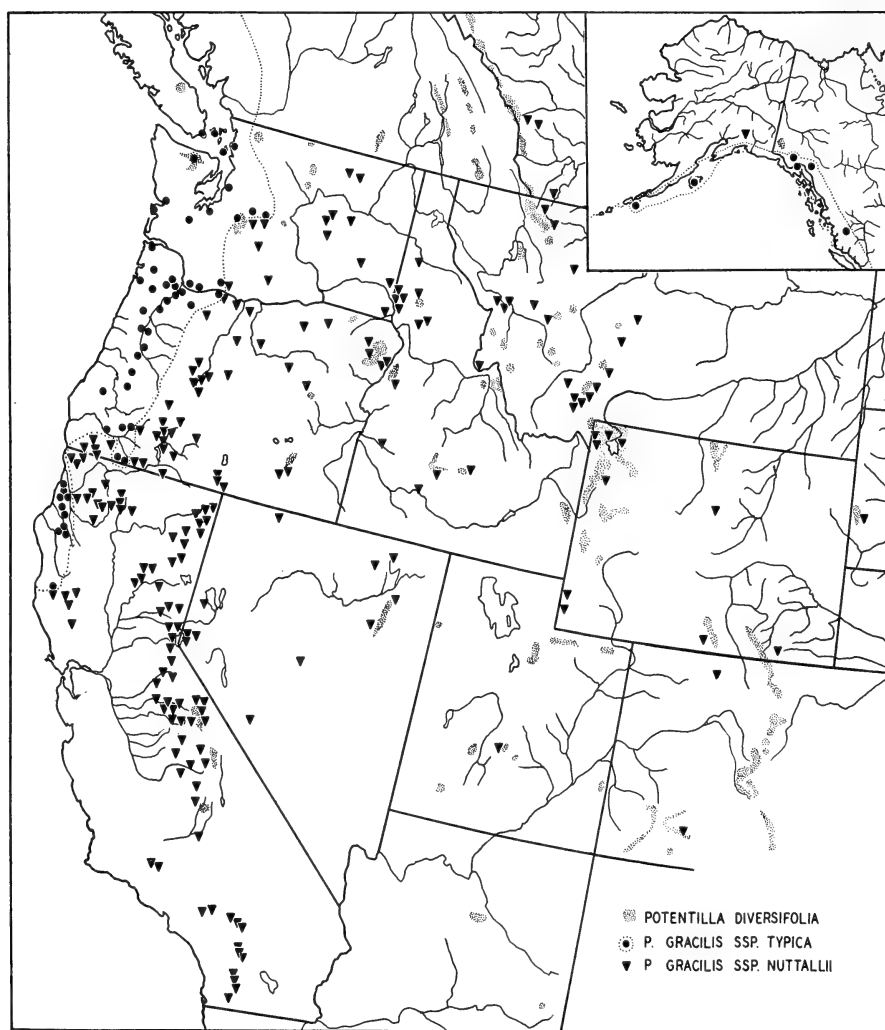 POTENTILLA DIVERSIFOLIA
P. GRACILIS SSP. TYPICA
P GRACILIS SSP. NUTTALLII